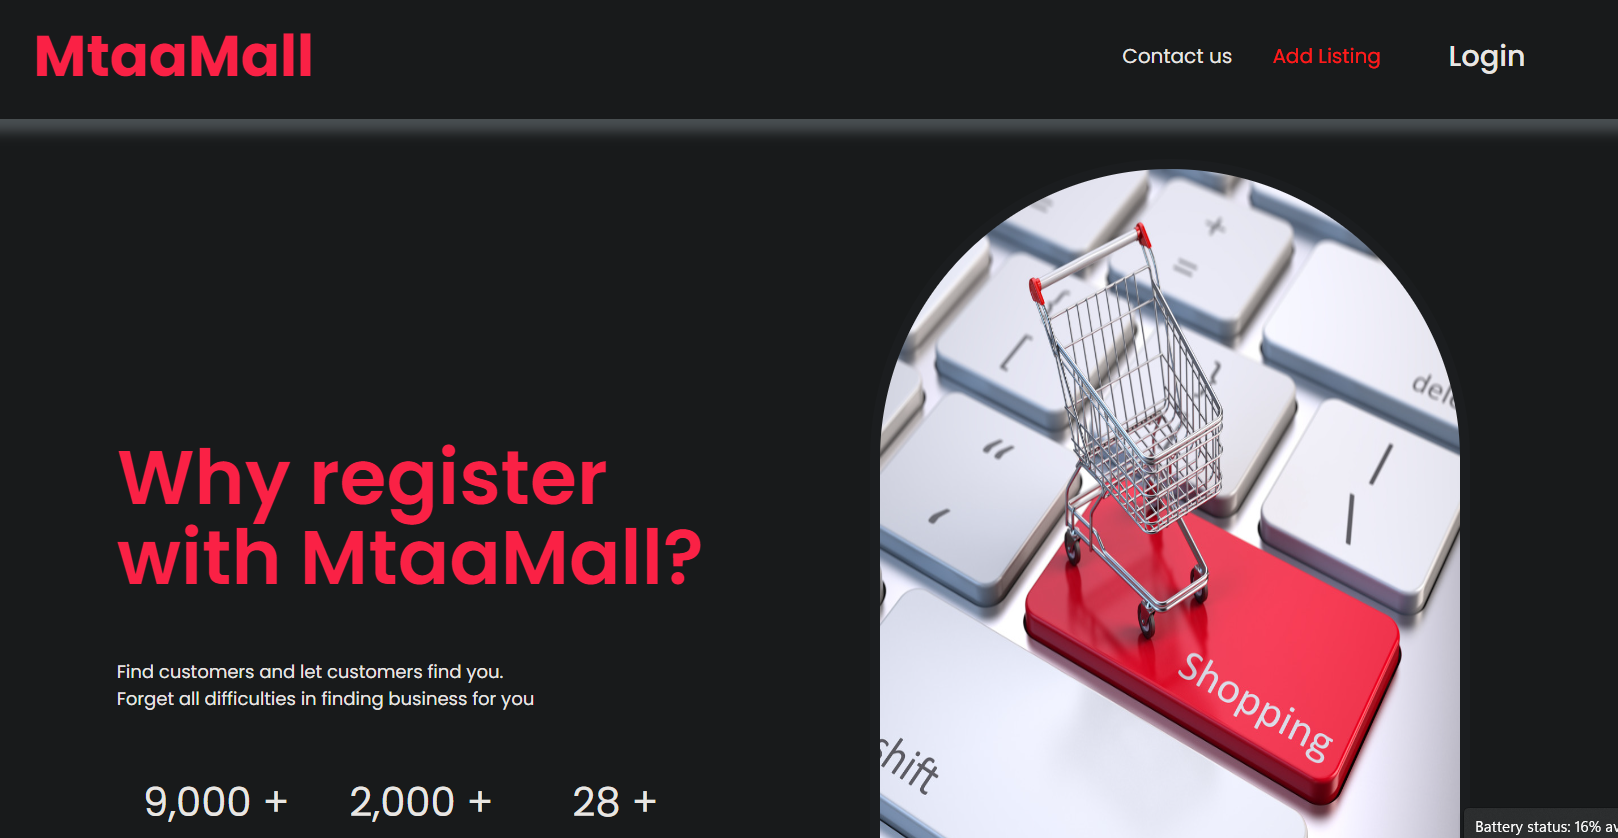 MtaaMall
Contact us
Add Listing
Login
Why register
with MtaaMall?
Find customers and let customers find you.
Forget all difficulties in finding business for you
9,000 +
2,000 +
28 +
+
=
[
}
"
'
|
\
Shopping
shift
Battery status: 16%